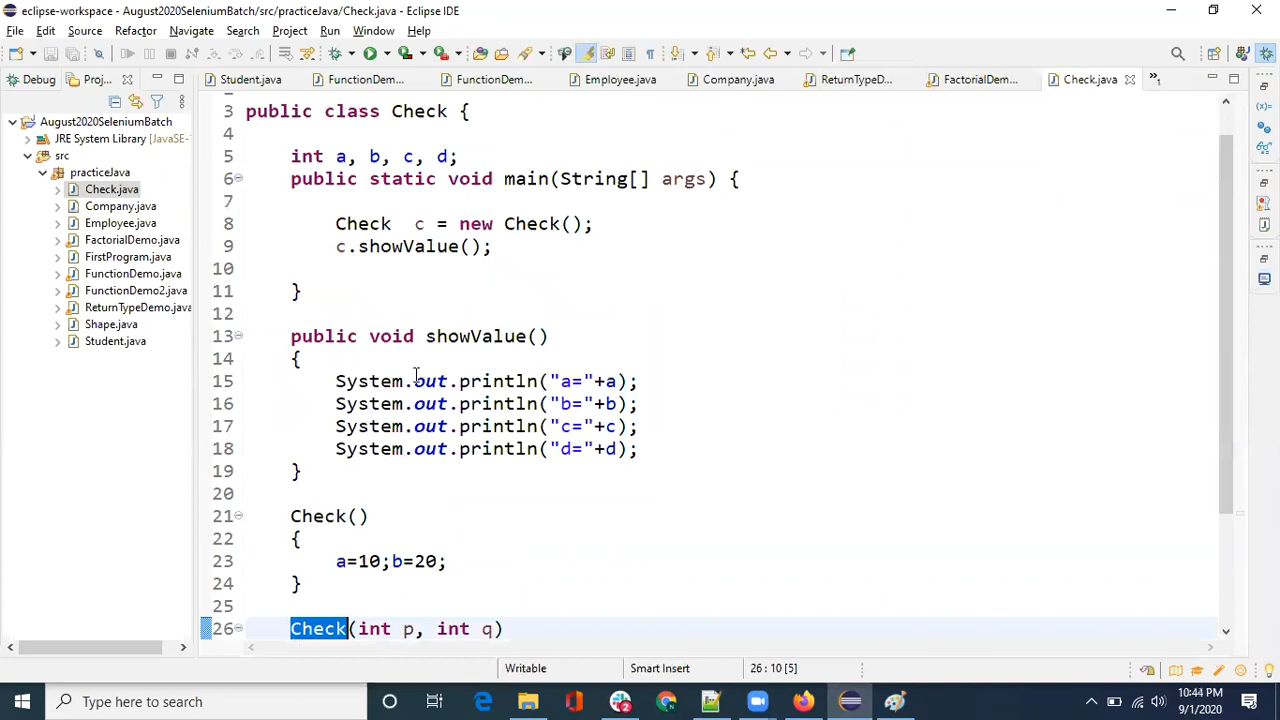 eclipse-workspace - August2020SeleniumBatch/src/practiceJava/Check.java - Eclipse IDE
File Edit Source Refactor Navigate Search Project Run Window Help
Debug Proj... Student.java FunctionDem... FunctionDem... Employee.java Company.java ReturnTypeD... FactorialDem... Check.java
August2020SeleniumBatch
JRE System Library [JavaSE-
src
practiceJava
Check.java
Company.java
Employee.java
FactorialDemo.java
FirstProgram.java
FunctionDemo.java
FunctionDemo2.java
ReturnTypeDemo.java
Shape.java
Student.java
3 public class Check {
4
5 int a, b, c, d;
6 public static void main(String[] args) {
7
8 Check c = new Check();
9 c.showValue();
10
11 }
12
13 public void showValue()
14 {
15 System.out.println("a="+a);
16 System.out.println("b="+b);
17 System.out.println("c="+c);
18 System.out.println("d="+d);
19 }
20
21 Check()
22 {
23 a=10;b=20;
24 }
25
26 Check(int p, int q)
Writable Smart Insert 26 : 10 [5]
Type here to search
10:44 PM
9/1/2020